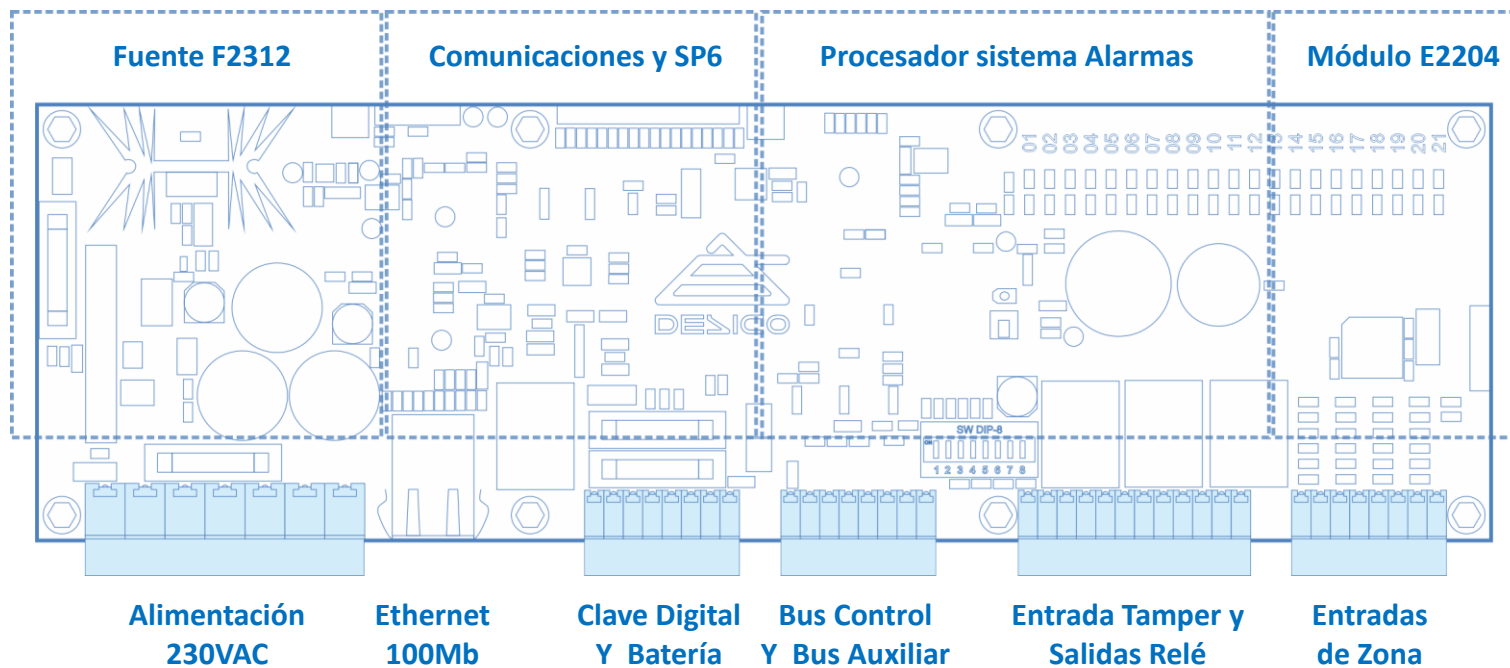 Fuente F2312
Comunicaciones y SP6
Procesador sistema Alarmas
Módulo E2204
01 02 03 04 05 06 07 08 09 10 11 12 13 14 15 16 17 18 19 20 21
DESICO
SW DIP-8
ON
1 2 3 4 5 6 7 8
Alimentación
230VAC
Ethernet
100Mb
Clave Digital
Y Batería
Bus Control
Y Bus Auxiliar
Entrada Tamper y
Salidas Relé
Entradas
de Zona